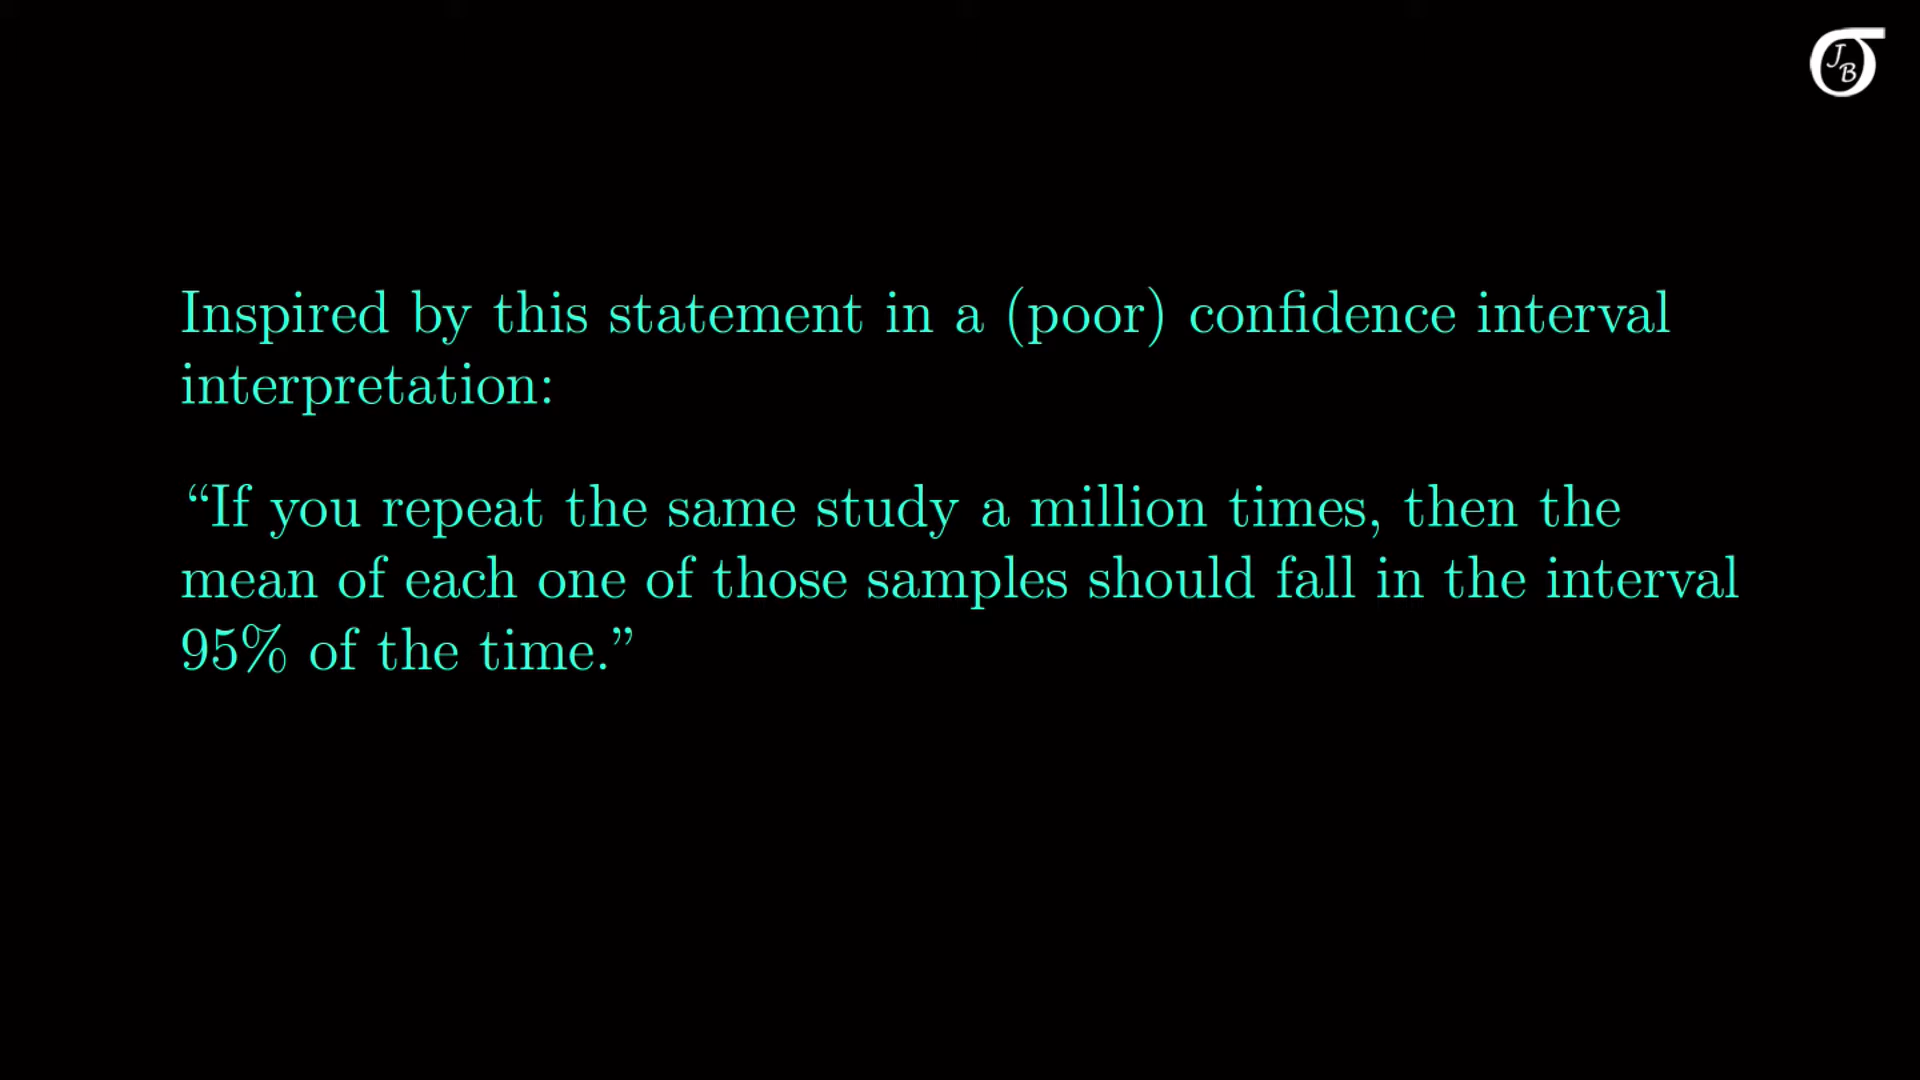 JB
Inspired by this statement in a (poor) confidence interval
interpretation:
“If you repeat the same study a million times, then the
mean of each one of those samples should fall in the interval
95% of the time.”